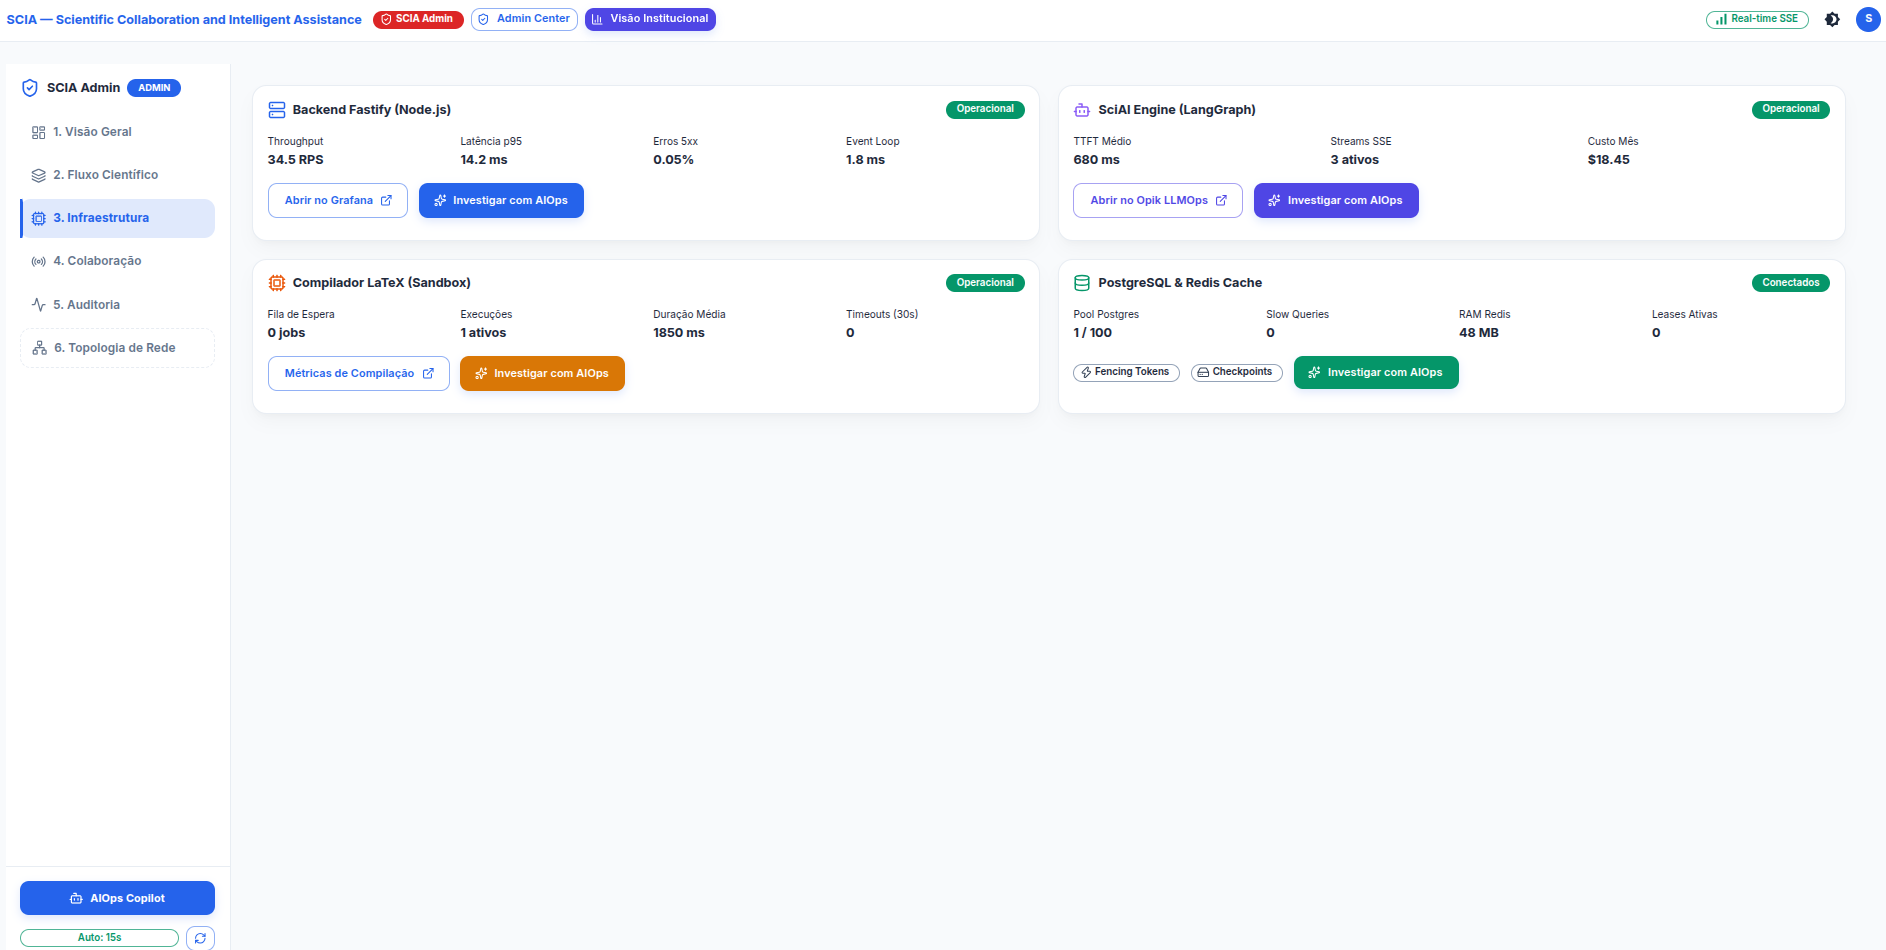 SCIA — Scientific Collaboration and Intelligent Assistance
SCIA Admin
Admin Center
Visão Institucional
Real-time SSE
S
SCIA Admin
ADMIN
1. Visão Geral
2. Fluxo Científico
3. Infraestrutura
4. Colaboração
5. Auditoria
6. Topologia de Rede
AIOps Copilot
Auto: 15s
Backend Fastify (Node.js)
Operacional
Throughput
Latência p95
Erros 5xx
Event Loop
34.5 RPS
14.2 ms
0.05%
1.8 ms
Abrir no Grafana
Investigar com AIOps
SciAI Engine (LangGraph)
Operacional
TTFT Médio
Streams SSE
Custo Mês
680 ms
3 ativos
$18.45
Abrir no Opik LLMOps
Investigar com AIOps
Compilador LaTeX (Sandbox)
Operacional
Fila de Espera
Execuções
Duração Média
Timeouts (30s)
0 jobs
1 ativos
1850 ms
0
Métricas de Compilação
Investigar com AIOps
PostgreSQL & Redis Cache
Conectados
Pool Postgres
Slow Queries
RAM Redis
Leases Ativas
1 / 100
0
48 MB
0
Fencing Tokens
Checkpoints
Investigar com AIOps